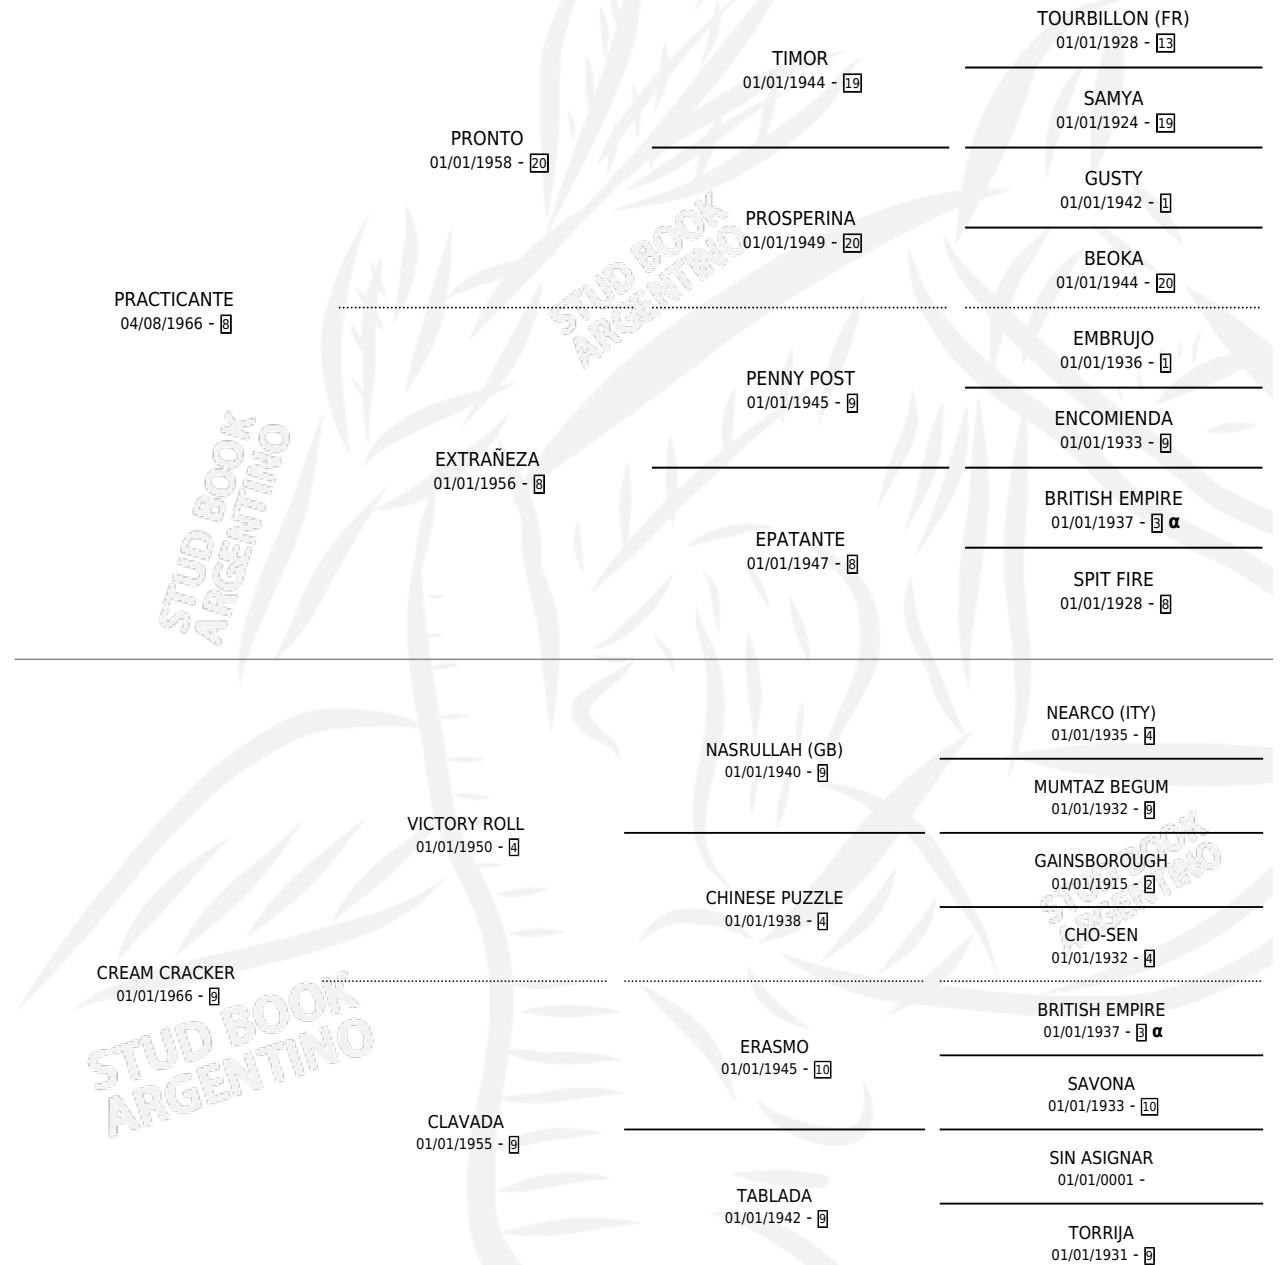 TOURBILLON (FR)
01/01/1928 - 13
TIMOR
01/01/1944 - 19
SAMYA
01/01/1924 - 19
PRONTO
01/01/1958 - 20
GUSTY
01/01/1942 - 1
PROSPERINA
01/01/1949 - 20
BEOKA
01/01/1944 - 20
PRACTICANTE
04/08/1966 - 8
EMBRUJO
01/01/1936 - 1
PENNY POST
01/01/1945 - 9
ENCOMIENDA
01/01/1933 - 9
EXTRAÑEZA
01/01/1956 - 8
BRITISH EMPIRE
01/01/1937 - 3 α
EPATANTE
01/01/1947 - 8
SPIT FIRE
01/01/1928 - 8
NEARCO (ITY)
01/01/1935 - 4
NASRULLAH (GB)
01/01/1940 - 9
MUMTAZ BEGUM
01/01/1932 - 9
VICTORY ROLL
01/01/1950 - 4
GAINSBOROUGH
01/01/1915 - 2
CHINESE PUZZLE
01/01/1938 - 4
CHO-SEN
01/01/1932 - 4
CREAM CRACKER
01/01/1966 - 9
BRITISH EMPIRE
01/01/1937 - 3 α
ERASMO
01/01/1945 - 10
SAVONA
01/01/1933 - 10
CLAVADA
01/01/1955 - 9
SIN ASIGNAR
01/01/0001 -
TABLADA
01/01/1942 - 9
TORRIJA
01/01/1931 - 9
STUD BOOK
ARGENTINO
STUD BOOK
ARGENTINO
STUD BOOK
ARGENTINO
STUD BOOK
ARGENTINO